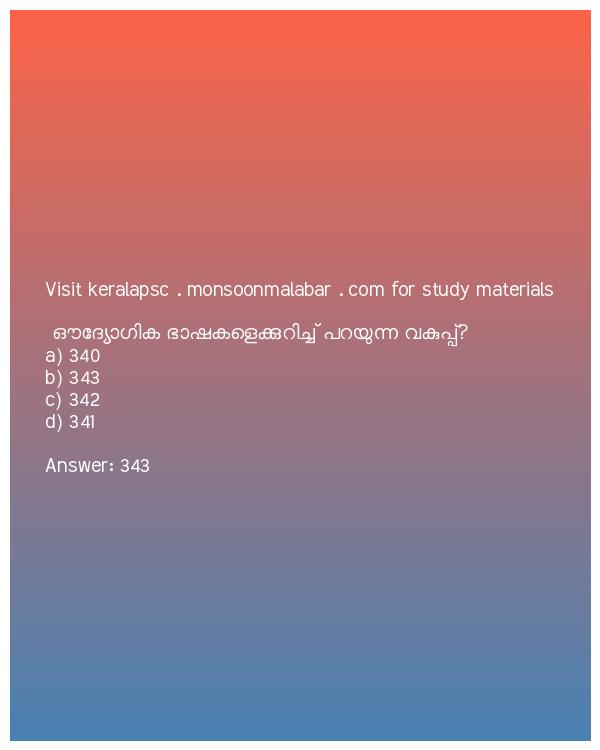 Visit keralapsc . monsoonmalabar . com for study materials
ഔദ്യോഗിക ഭാഷകളെക്കുറിച്ച് പറയുന്ന വകുപ്പ്?
a) 340
b) 343
c) 342
d) 341
Answer: 343